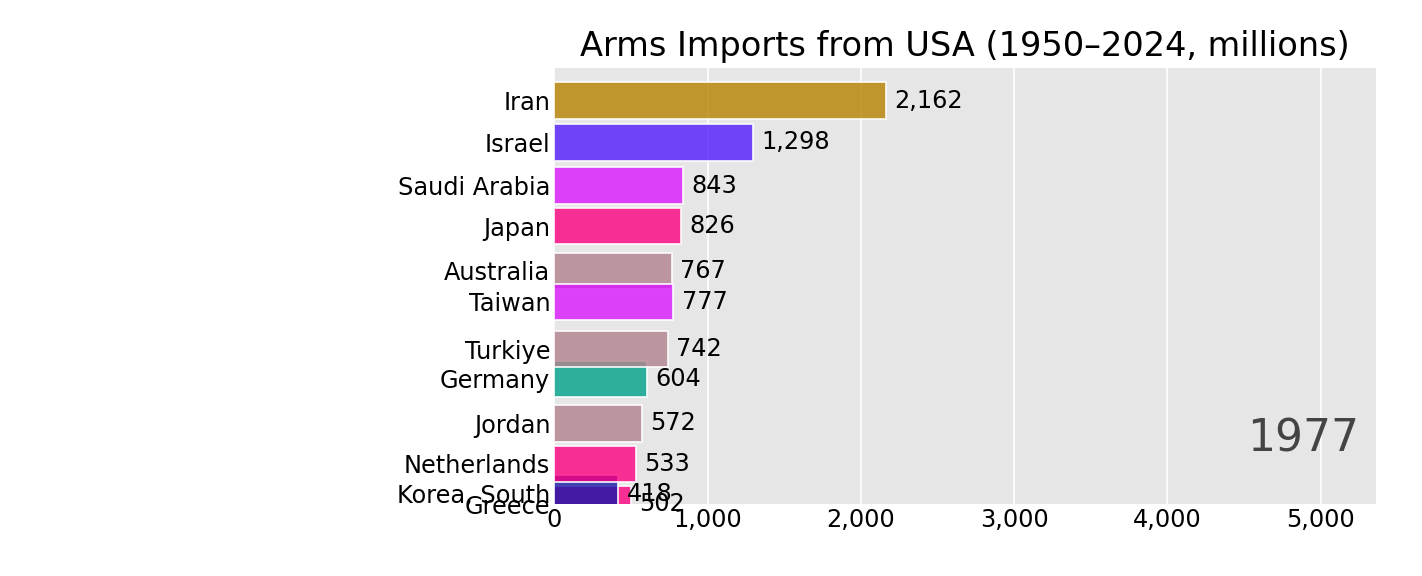 Arms Imports from USA (1950–2024, millions)
Iran 2,162
Israel 1,298
Saudi Arabia 843
Japan 826
Australia 767
Taiwan 777
Turkiye 742
Germany 604
Jordan 572
1977
Netherlands 533
Korea, South 418
Greece 502
0 1,000 2,000 3,000 4,000 5,000